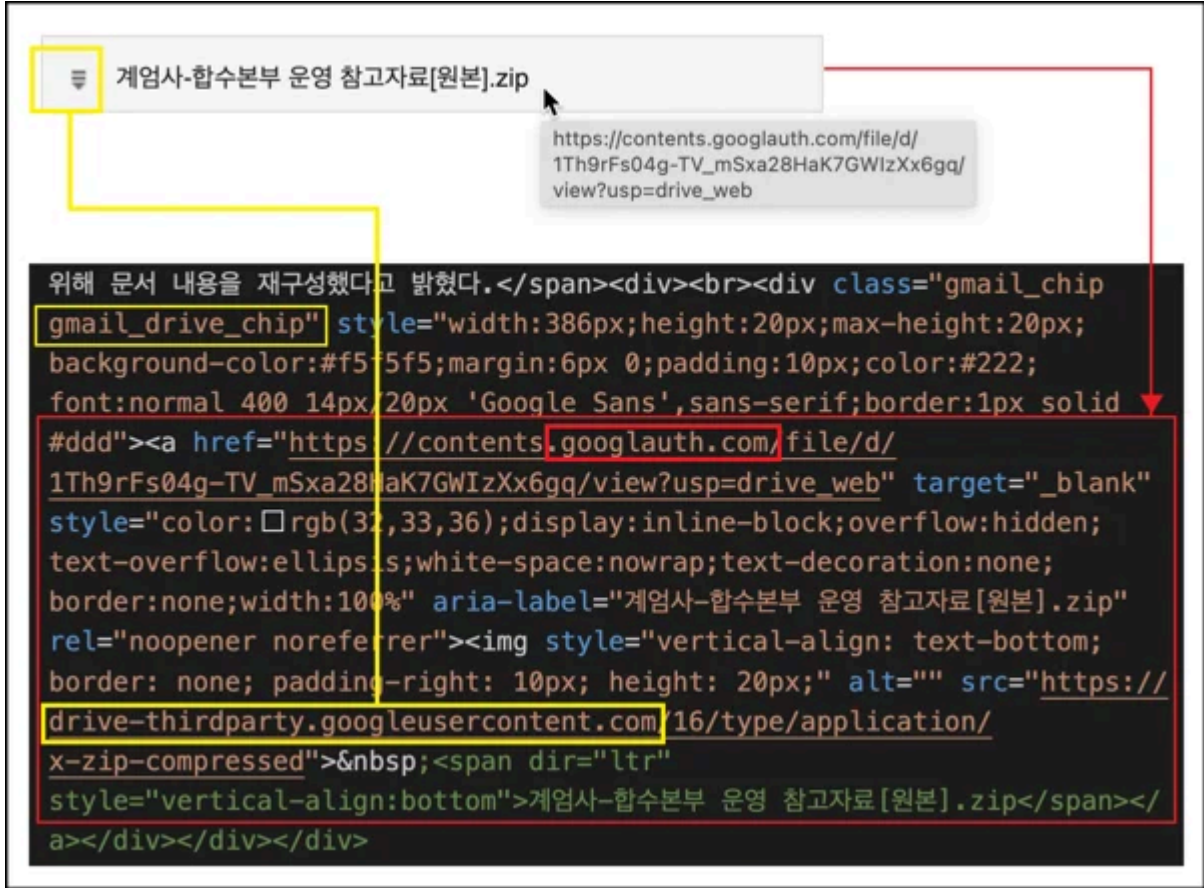 계엄사-합수본부 운영 참고자료[원본].zip
https://contents.googlauth.com/file/d/
1Th9rFs04g-TV_mSxa28HaK7GWIzXx6gq/
view?usp=drive_web
위해 문서 내용을 재구성했다고 밝혔다.</span><div><br><div class="gmail_chip
gmail_drive_chip" style="width:386px;height:20px;max-height:20px;
background-color:#f5f5f5;margin:6px 0;padding:10px;color:#222;
font:normal 400 14px/20px 'Google Sans',sans-serif;border:1px solid
#ddd"><a href="https://contents.googlauth.com/file/d/
1Th9rFs04g-TV_mSxa28HaK7GWIzXx6gq/view?usp=drive_web" target="_blank"
style="color:rgb(32,33,36);display:inline-block;overflow:hidden;
text-overflow:ellipsis;white-space:nowrap;text-decoration:none;
border:none;width:100%" aria-label="계엄사-합수본부 운영 참고자료[원본].zip"
rel="noopener noreferrer"><img style="vertical-align: text-bottom;
border: none; padding-right: 10px; height: 20px;" alt="" src="https://
drive-thirdparty.googleusercontent.com/16/type/application/
x-zip-compressed">&nbsp;<span dir="ltr"
style="vertical-align:bottom">계엄사-합수본부 운영 참고자료[원본].zip</span></
a></div></div></div>